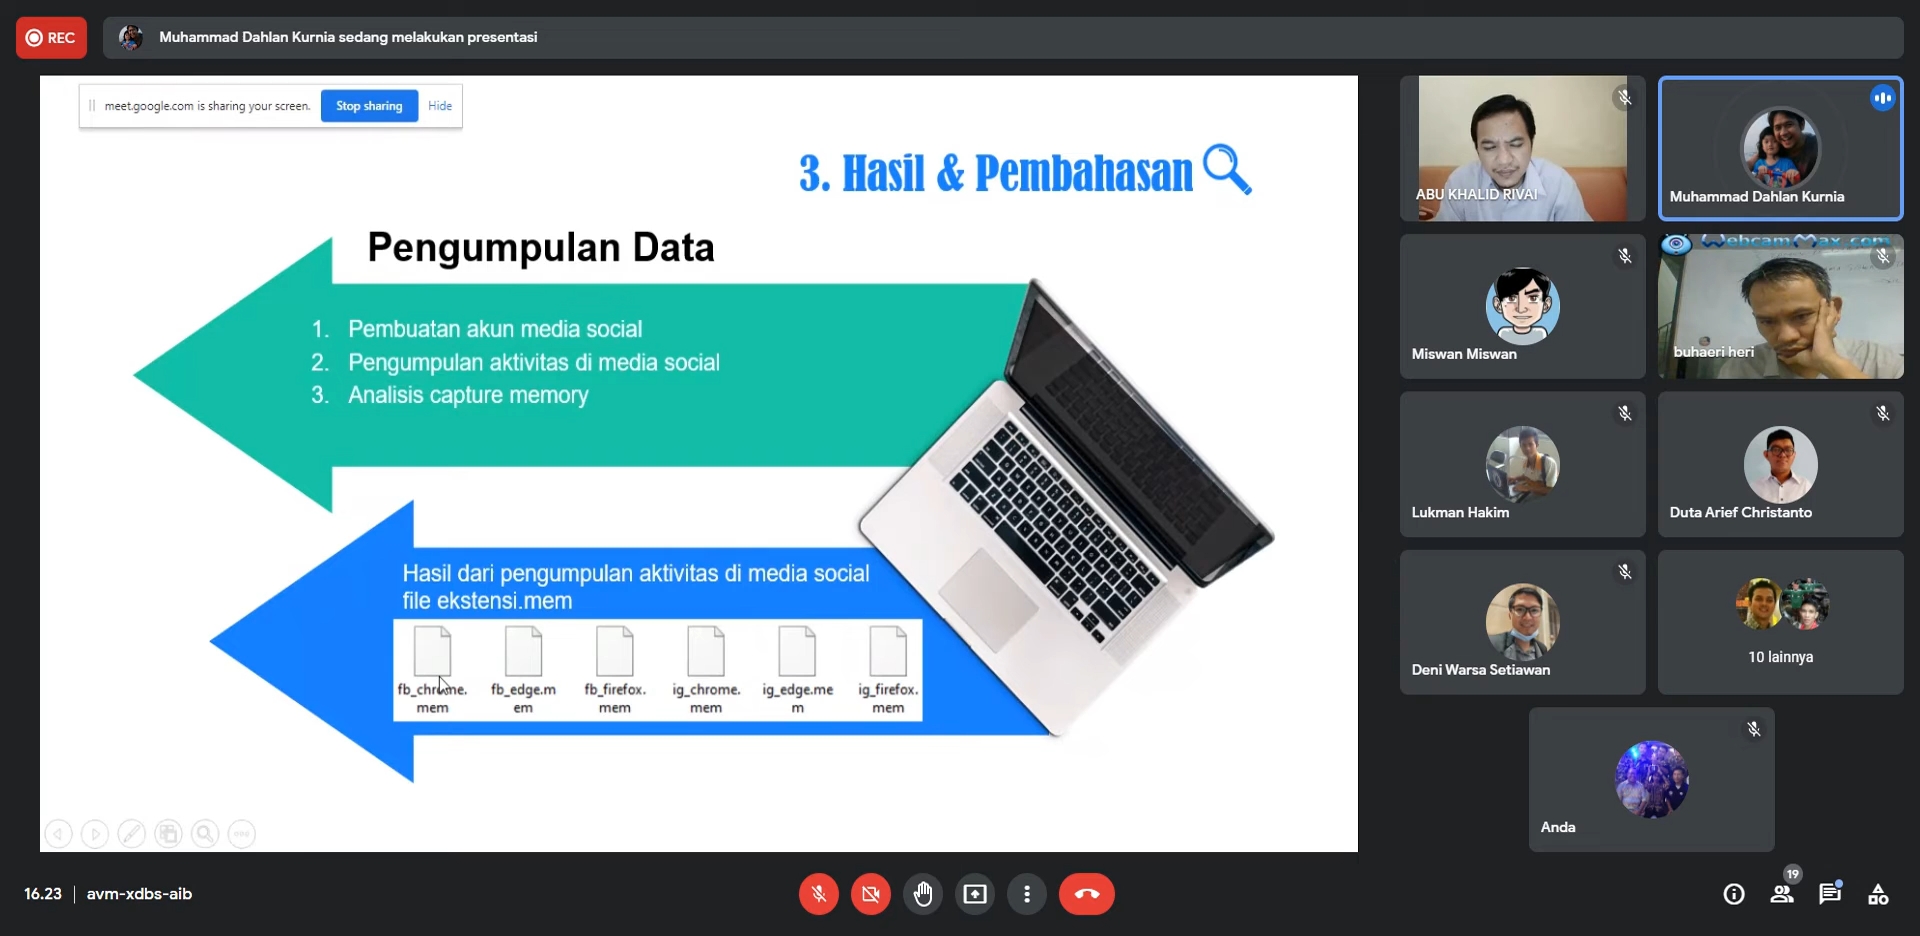 REC
Muhammad Dahlan Kurnia sedang melakukan presentasi
meet.google.com is sharing your screen.
Stop sharing
Hide
3. Hasil & Pembahasan
Pengumpulan Data
1. Pembuatan akun media social
2. Pengumpulan aktivitas di media social
3. Analisis capture memory
Hasil dari pengumpulan aktivitas di media social
file ekstensi.mem
fb_chrome.
mem
fb_edge.m
em
fb_firefox.
mem
ig_chrome.
mem
ig_edge.me
m
ig_firefox.
mem
ABU KHALID RIVAI
Muhammad Dahlan Kurnia
Miswan Miswan
WebcamMax.com
buhaeri heri
Lukman Hakim
Duta Arief Christanto
Deni Warsa Setiawan
10 lainnya
Anda
16.23 | avm-xdbs-aib
19